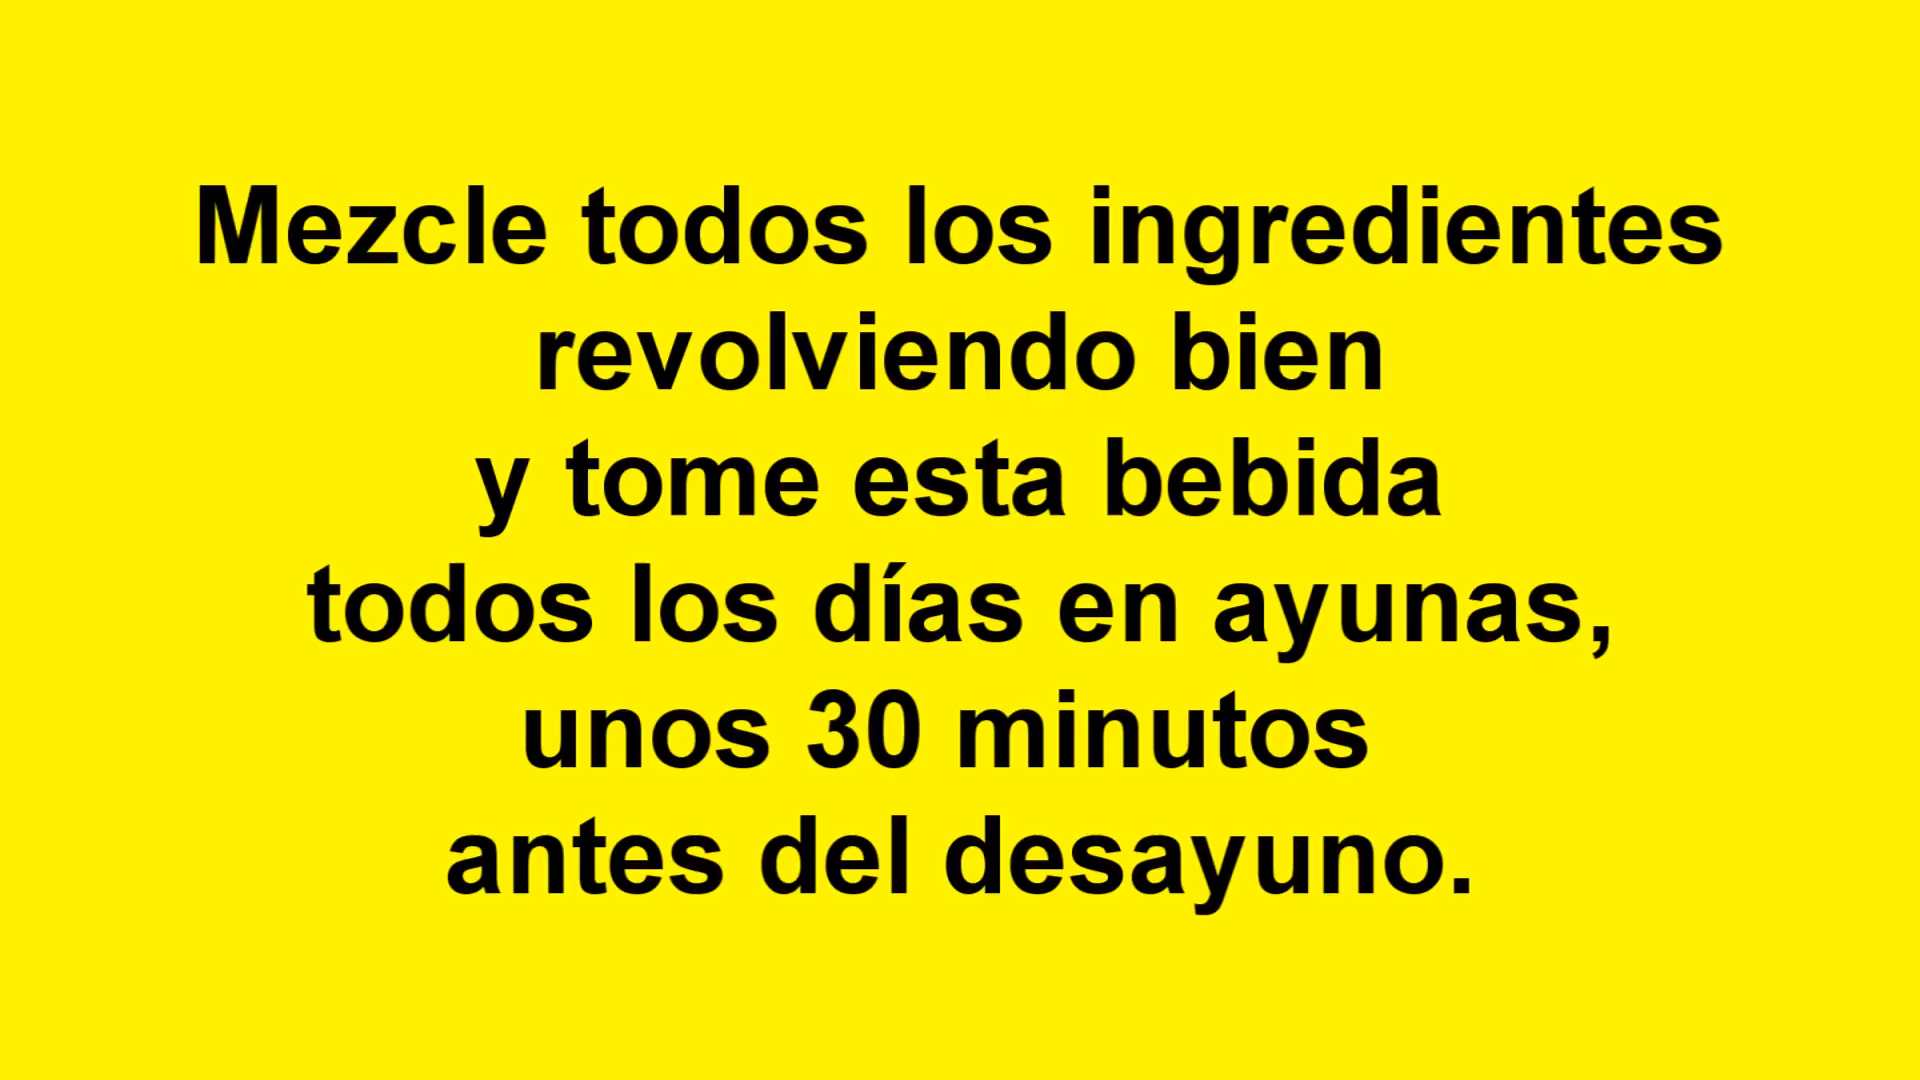 Mezcle todos los ingredientes
revolviendo bien
y tome esta bebida
todos los días en ayunas,
unos 30 minutos
antes del desayuno.